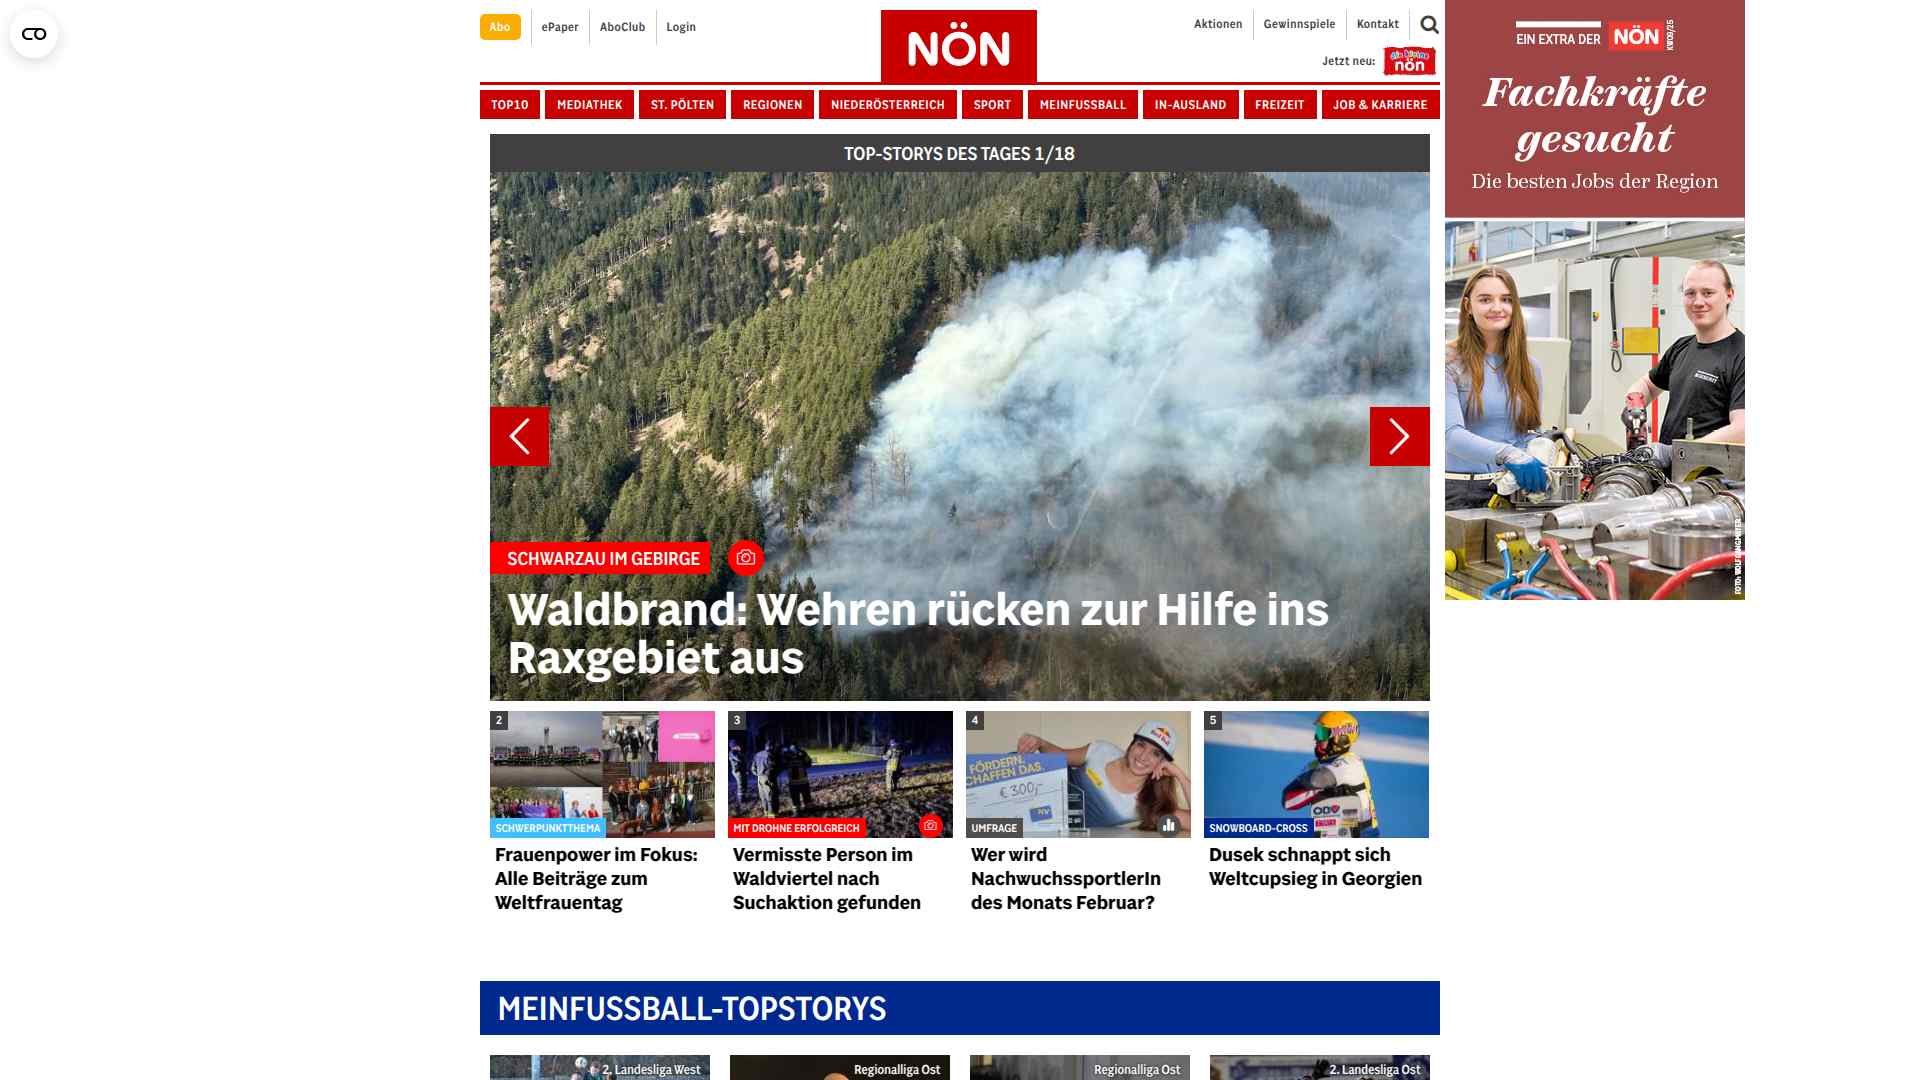 Abo
ePaper
AboClub
Login
NÖN
Aktionen
Gewinnspiele
Kontakt
Jetzt neu:
die kleine
nön
TOP10
MEDIATHEK
ST. PÖLTEN
REGIONEN
NIEDERÖSTERREICH
SPORT
MEINFUSSBALL
IN-AUSLAND
FREIZEIT
JOB & KARRIERE
TOP-STORYS DES TAGES 1/18
SCHWARZAU IM GEBIRGE
Waldbrand: Wehren rücken zur Hilfe ins
Raxgebiet aus
EIN EXTRA DER NÖN KW09/25
Fachkräfte
gesucht
Die besten Jobs der Region
2
SCHWERPUNKTTHEMA
Frauenpower im Fokus:
Alle Beiträge zum
Weltfrauentag
3
MIT DROHNE ERFOLGREICH
Vermisste Person im
Waldviertel nach
Suchaktion gefunden
4
FÖRDERN.
SCHAFFEN DAS.
€ 300,-
NV
Red Bull
UMFRAGE
Wer wird
NachwuchssportlerIn
des Monats Februar?
5
SNOWBOARD-CROSS
Dusek schnappt sich
Weltcupsieg in Georgien
MEINFUSSBALL-TOPSTORYS
2. Landesliga West
Regionalliga Ost
Regionalliga Ost
2. Landesliga Ost